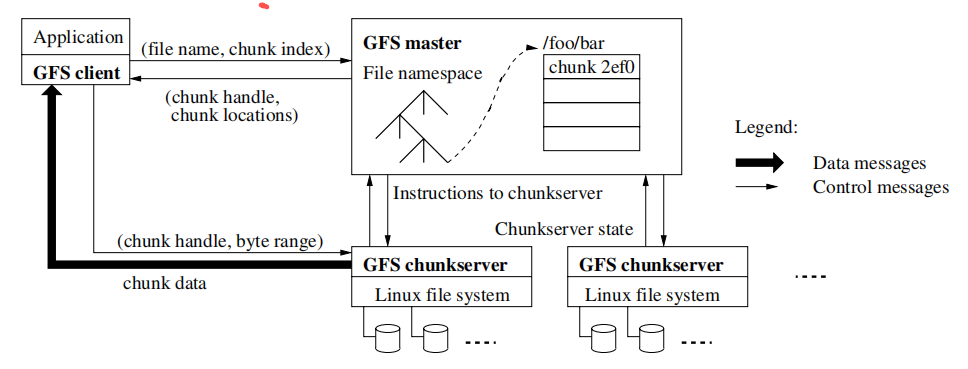 Application
GFS client
(file name, chunk index)
(chunk handle,
chunk locations)
GFS master
File namespace
/foo/bar
chunk 2ef0
Legend:
Data messages
Control messages
Instructions to chunkserver
Chunkserver state
(chunk handle, byte range)
chunk data
GFS chunkserver
Linux file system
GFS chunkserver
Linux file system